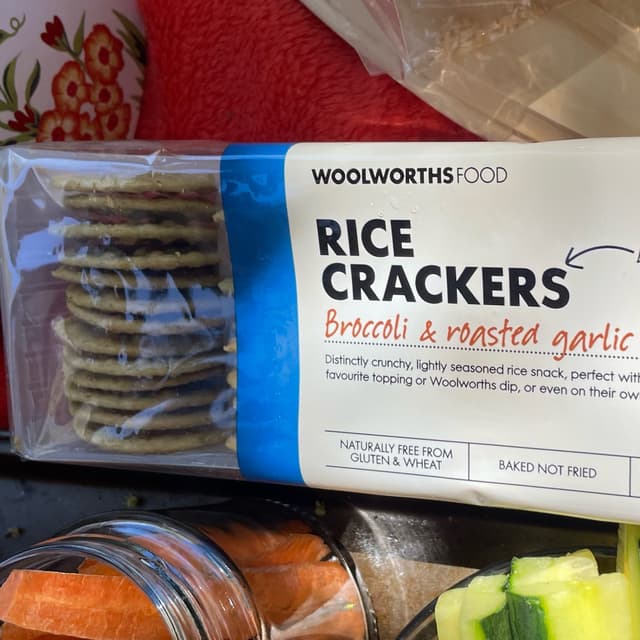 WOOLWORTHS FOOD
RICE
CRACKERS
Broccoli & roasted garlic
Distinctly crunchy, lightly seasoned rice snack, perfect with
favourite topping or Woolworths dip, or even on their own
NATURALLY FREE FROM
GLUTEN & WHEAT
BAKED NOT FRIED